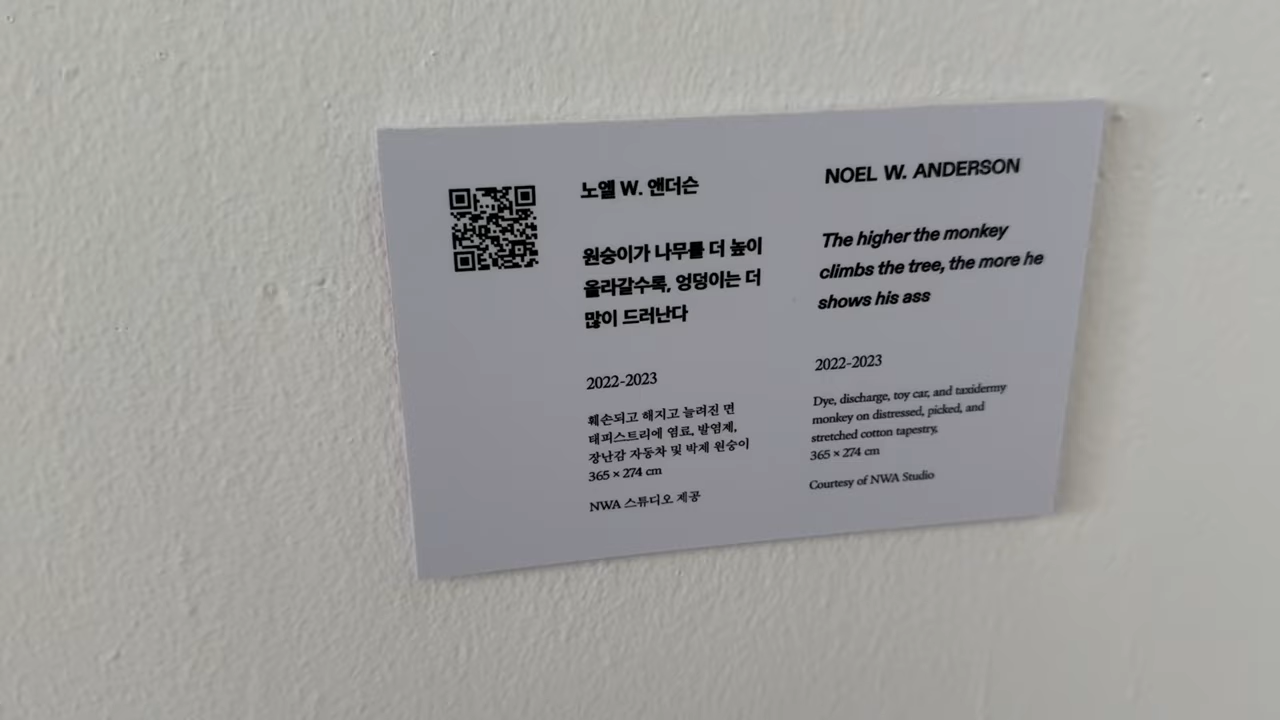 노엘 W. 앤더슨
원숭이가 나무를 더 높이
올라갈수록, 엉덩이는 더
많이 드러난다
2022-2023
훼손되고 해지고 늘려진 면
태피스트리에 염료, 발염제,
장난감 자동차 및 박제 원숭이
365 × 274 cm
NWA 스튜디오 제공
NOEL W. ANDERSON
The higher the monkey
climbs the tree, the more he
shows his ass
2022-2023
Dye, discharge, toy car, and taxidermy
monkey on distressed, picked, and
stretched cotton tapestry,
365 × 274 cm
Courtesy of NWA Studio